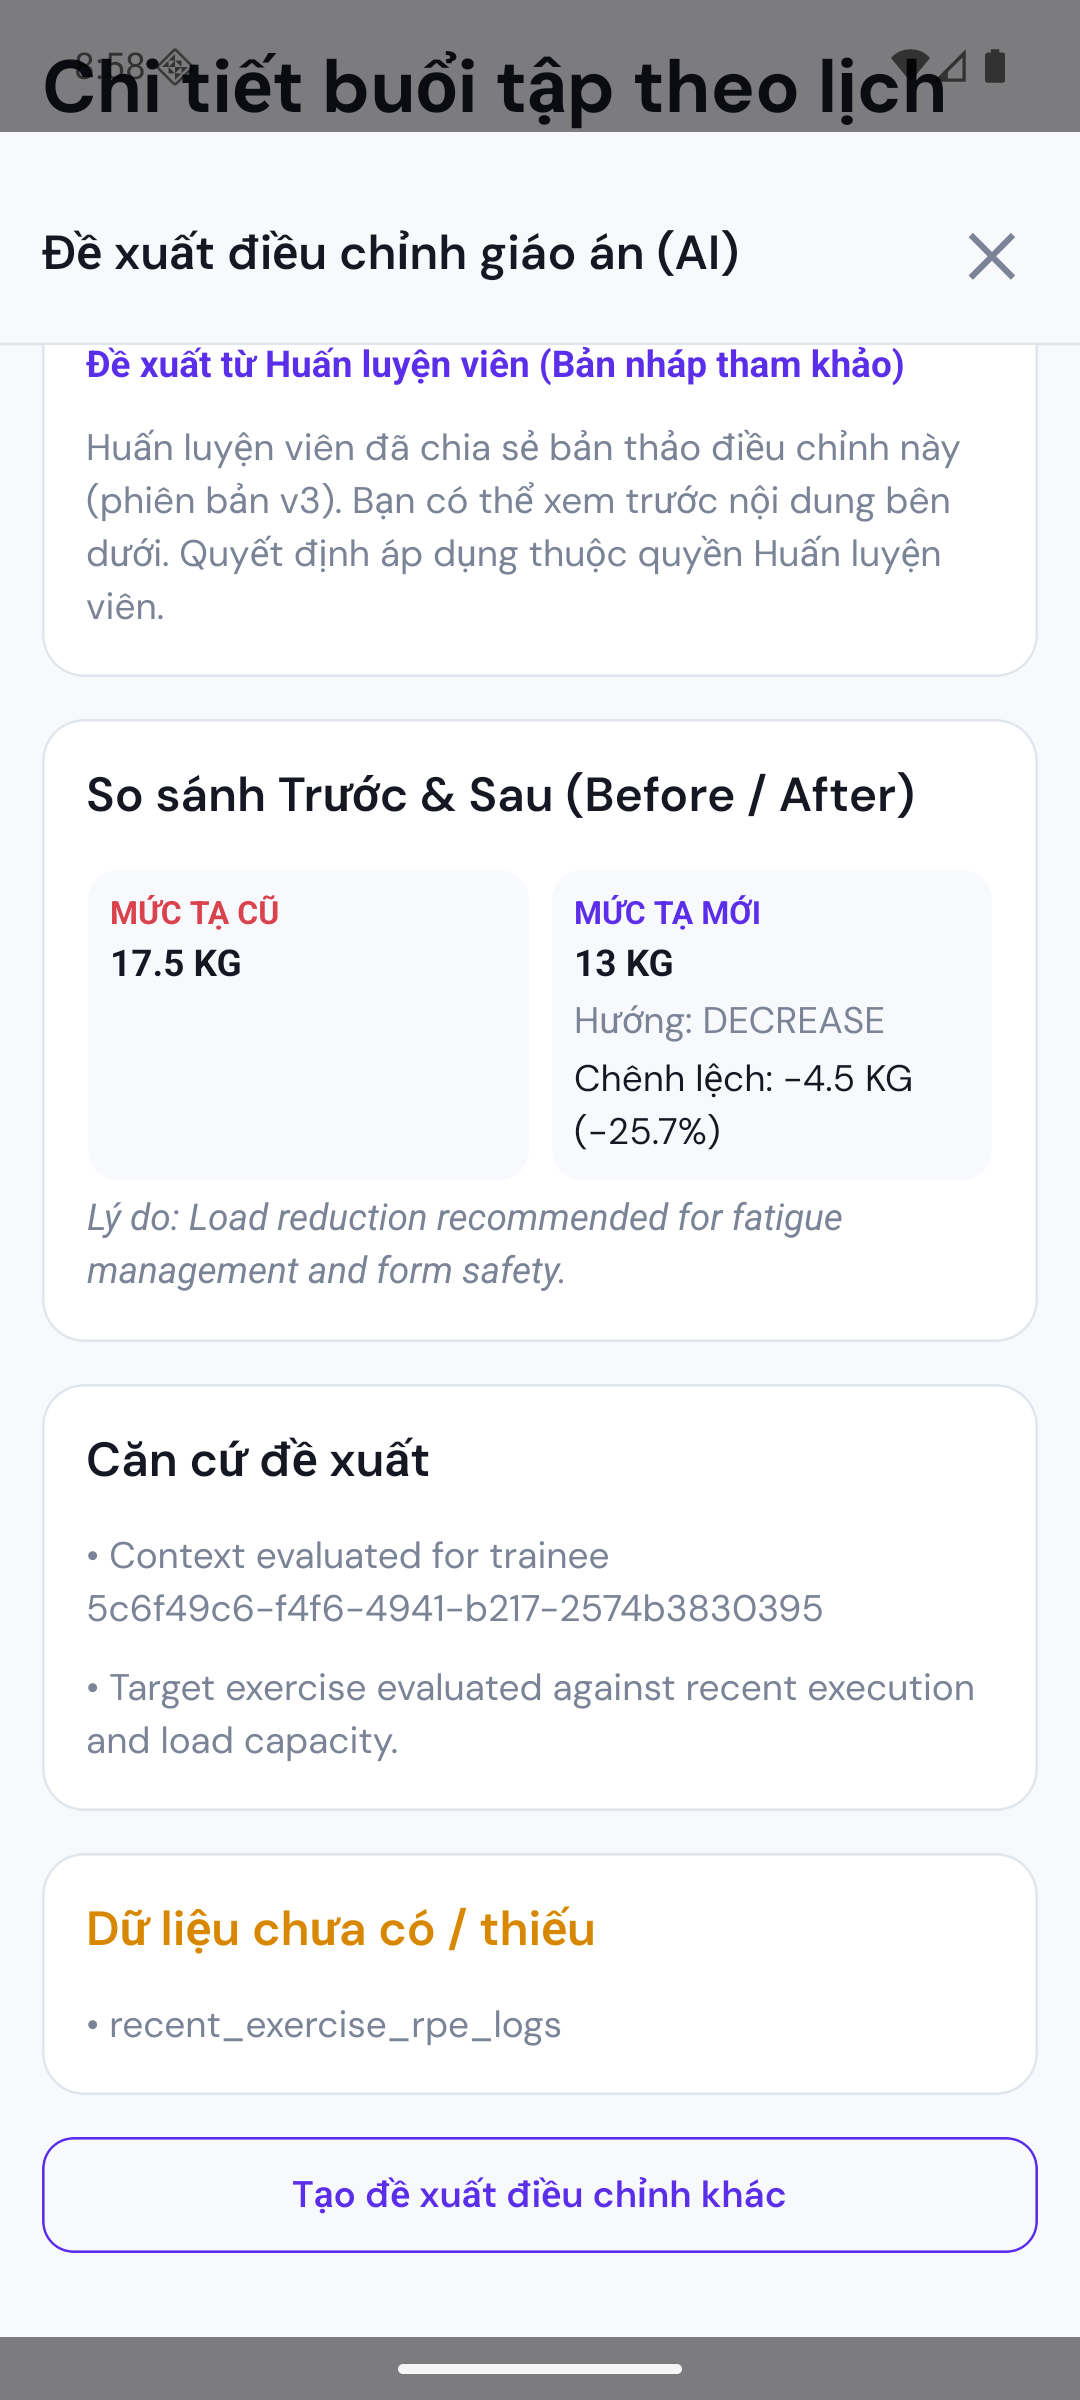 8:58
Chi tiết buổi tập theo lịch
Đề xuất điều chỉnh giáo án (AI)
Đề xuất từ Huấn luyện viên (Bản nháp tham khảo)
Huấn luyện viên đã chia sẻ bản thảo điều chỉnh này
(phiên bản v3). Bạn có thể xem trước nội dung bên
dưới. Quyết định áp dụng thuộc quyền Huấn luyện
viên.
So sánh Trước & Sau (Before / After)
MỨC TẠ CŨ
17.5 KG
MỨC TẠ MỚI
13 KG
Hướng: DECREASE
Chênh lệch: -4.5 KG
(-25.7%)
Lý do: Load reduction recommended for fatigue
management and form safety.
Căn cứ đề xuất
• Context evaluated for trainee
5c6f49c6-f4f6-4941-b217-2574b3830395
• Target exercise evaluated against recent execution
and load capacity.
Dữ liệu chưa có / thiếu
• recent_exercise_rpe_logs
Tạo đề xuất điều chỉnh khác